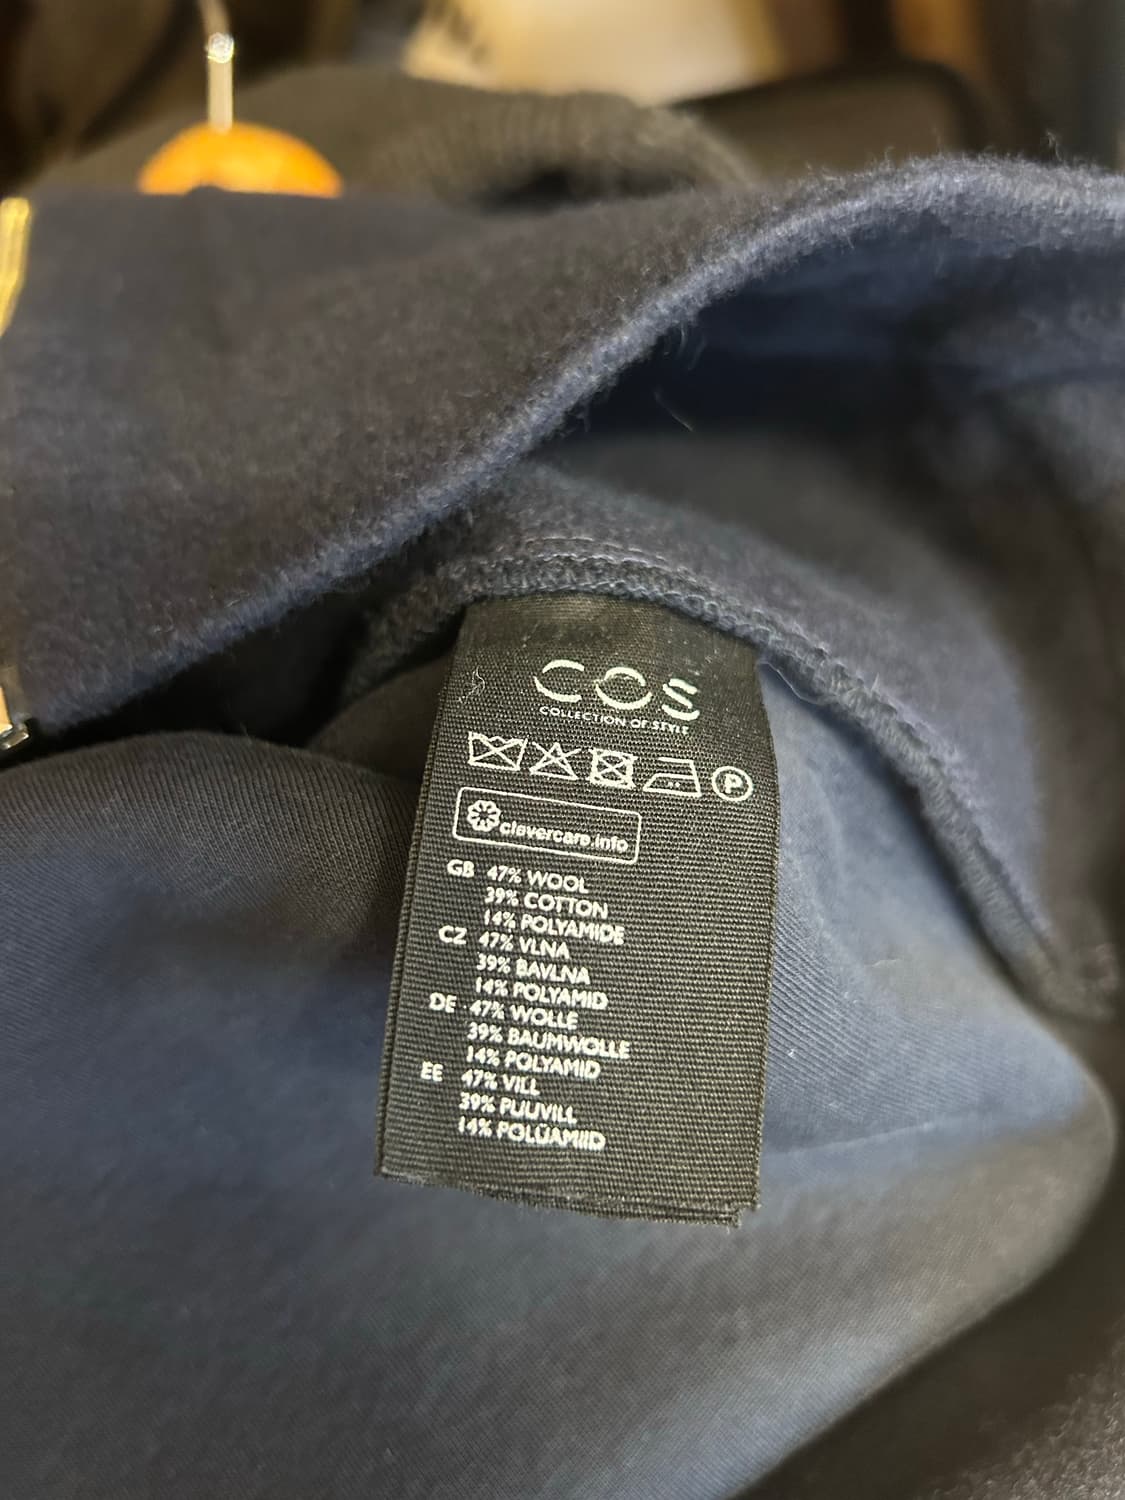 COS
COLLECTION OF STYLE
P
clevercare.info
GB 47% WOOL
39% COTTON
14% POLYAMIDE
CZ 47% VLNA
39% BAVLNA
14% POLYAMID
DE 47% WOLLE
39% BAUMWOLLE
14% POLYAMID
EE 47% VILL
39% PUUVILL
14% POLÜAMIID